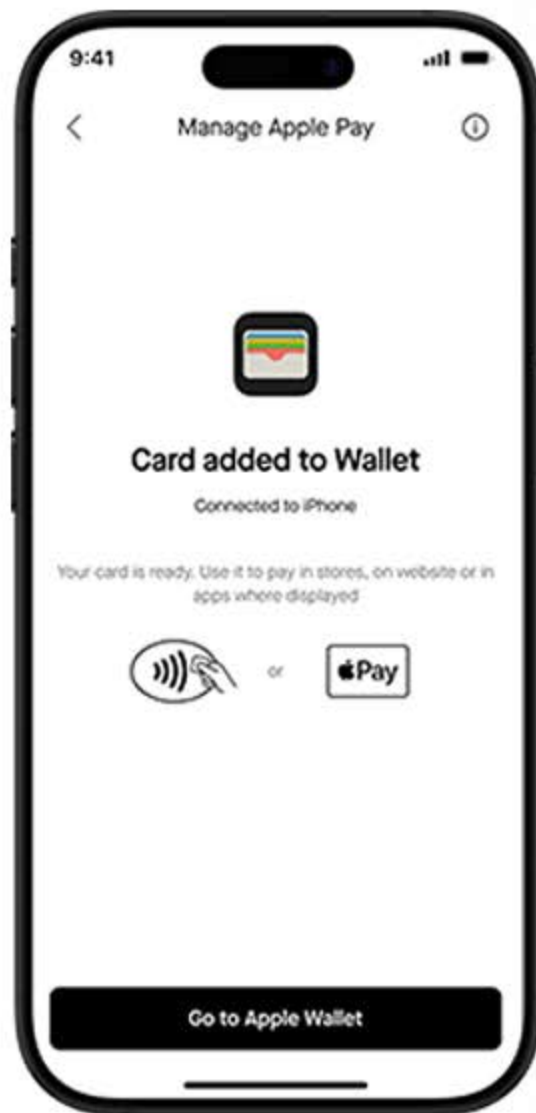 9:41
Manage Apple Pay
Card added to Wallet
Connected to iPhone
Your card is ready. Use it to pay in stores, on website or in
apps where displayed
or
Pay
Go to Apple Wallet